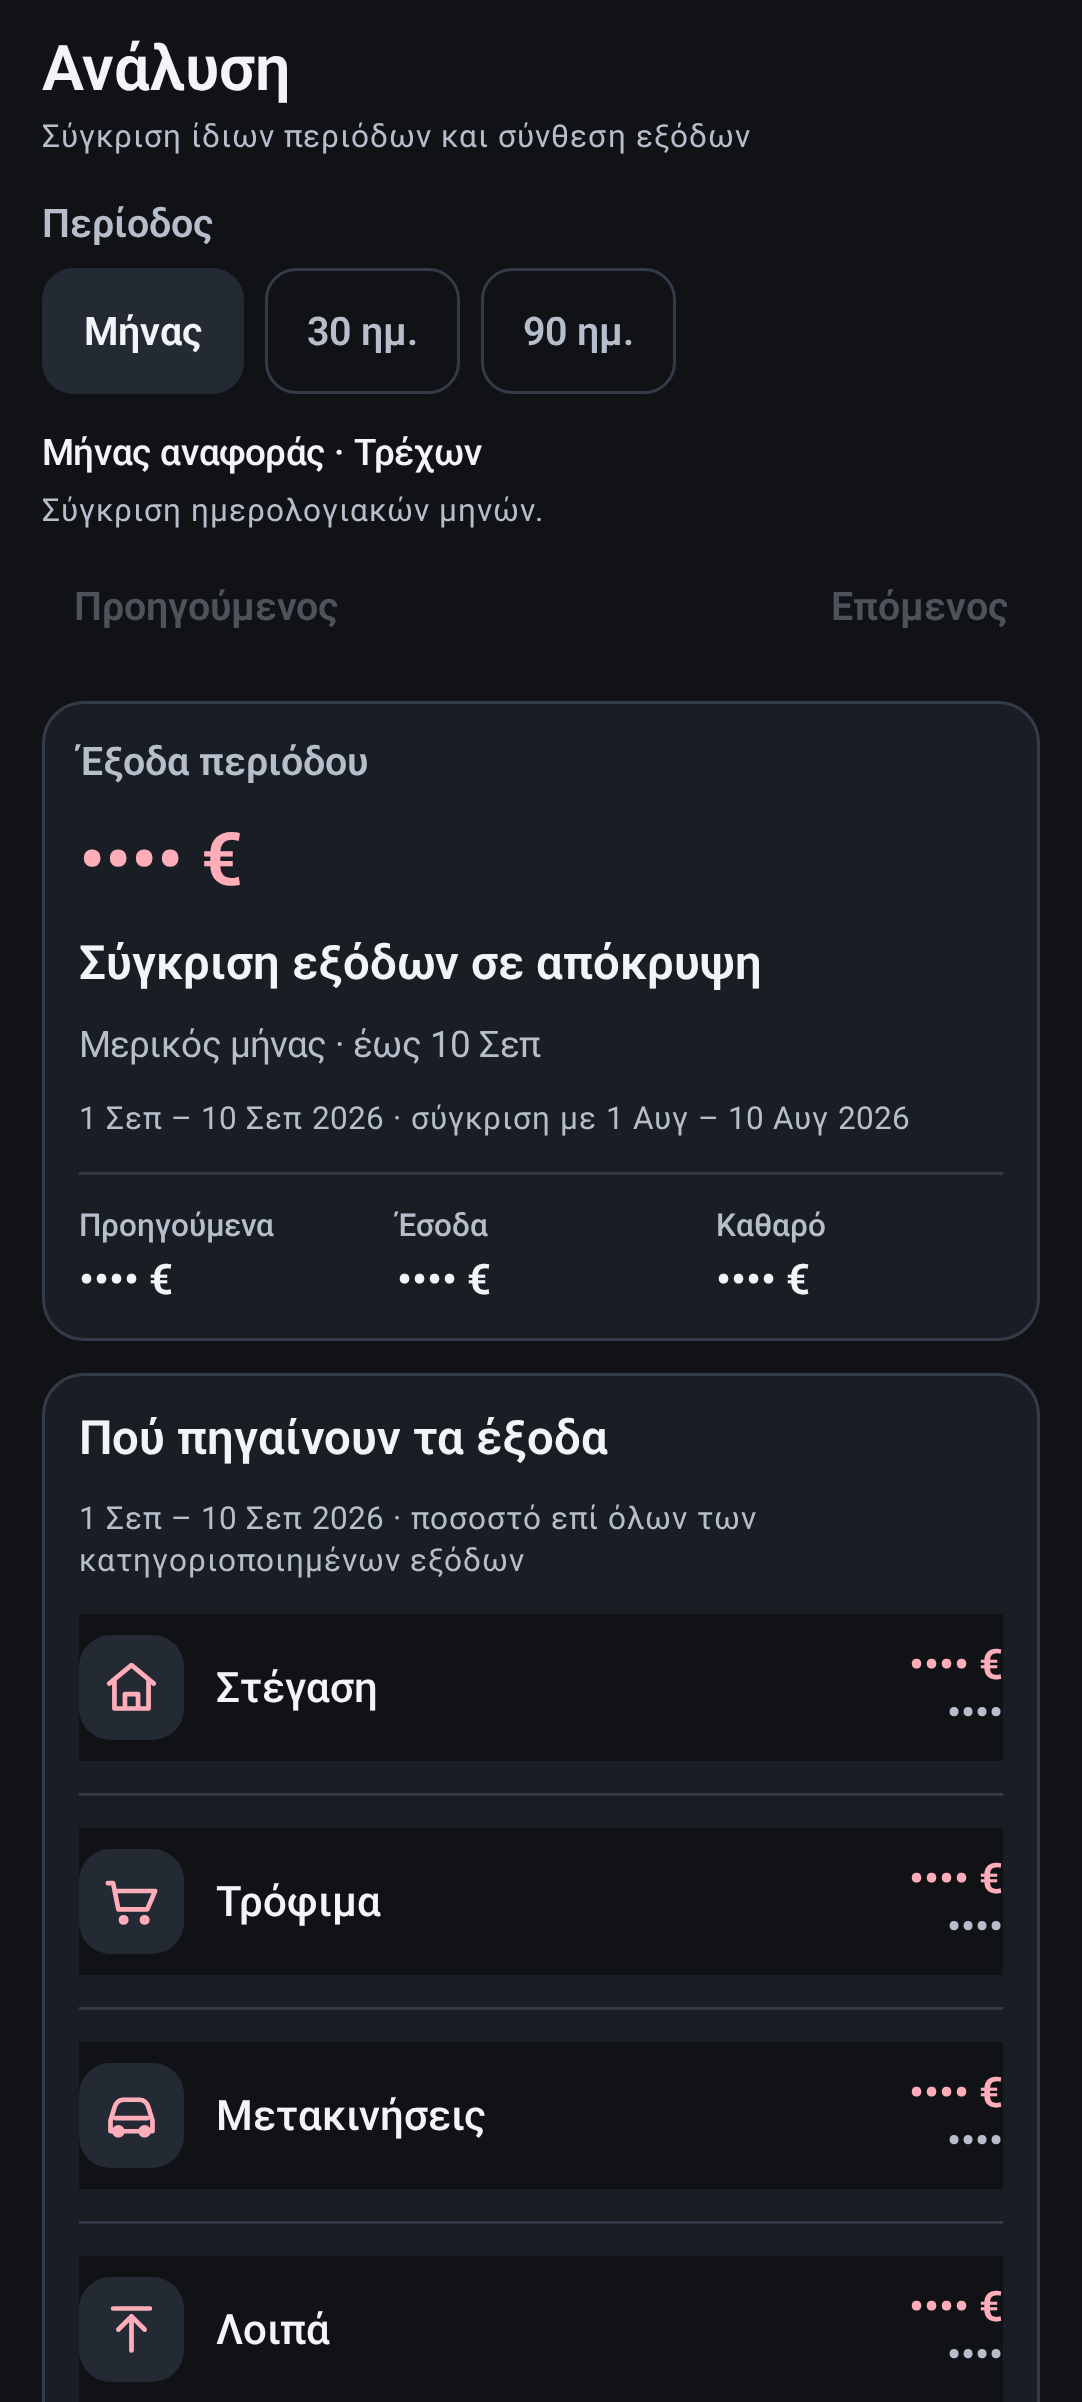 Ανάλυση
Σύγκριση ίδιων περιόδων και σύνθεση εξόδων
Περίοδος
Μήνας 30 ημ. 90 ημ.
Μήνας αναφοράς · Τρέχων
Σύγκριση ημερολογιακών μηνών.
Προηγούμενος Επόμενος
Έξοδα περιόδου
•••• €
Σύγκριση εξόδων σε απόκρυψη
Μερικός μήνας · έως 10 Σεπ
1 Σεπ – 10 Σεπ 2026 · σύγκριση με 1 Αυγ – 10 Αυγ 2026
Προηγούμενα Έσοδα Καθαρό
•••• € •••• € •••• €
Πού πηγαίνουν τα έξοδα
1 Σεπ – 10 Σεπ 2026 · ποσοστό επί όλων των
κατηγοριοποιημένων εξόδων
Στέγαση •••• €
••••
Τρόφιμα •••• €
••••
Μετακινήσεις •••• €
••••
Λοιπά •••• €
••••